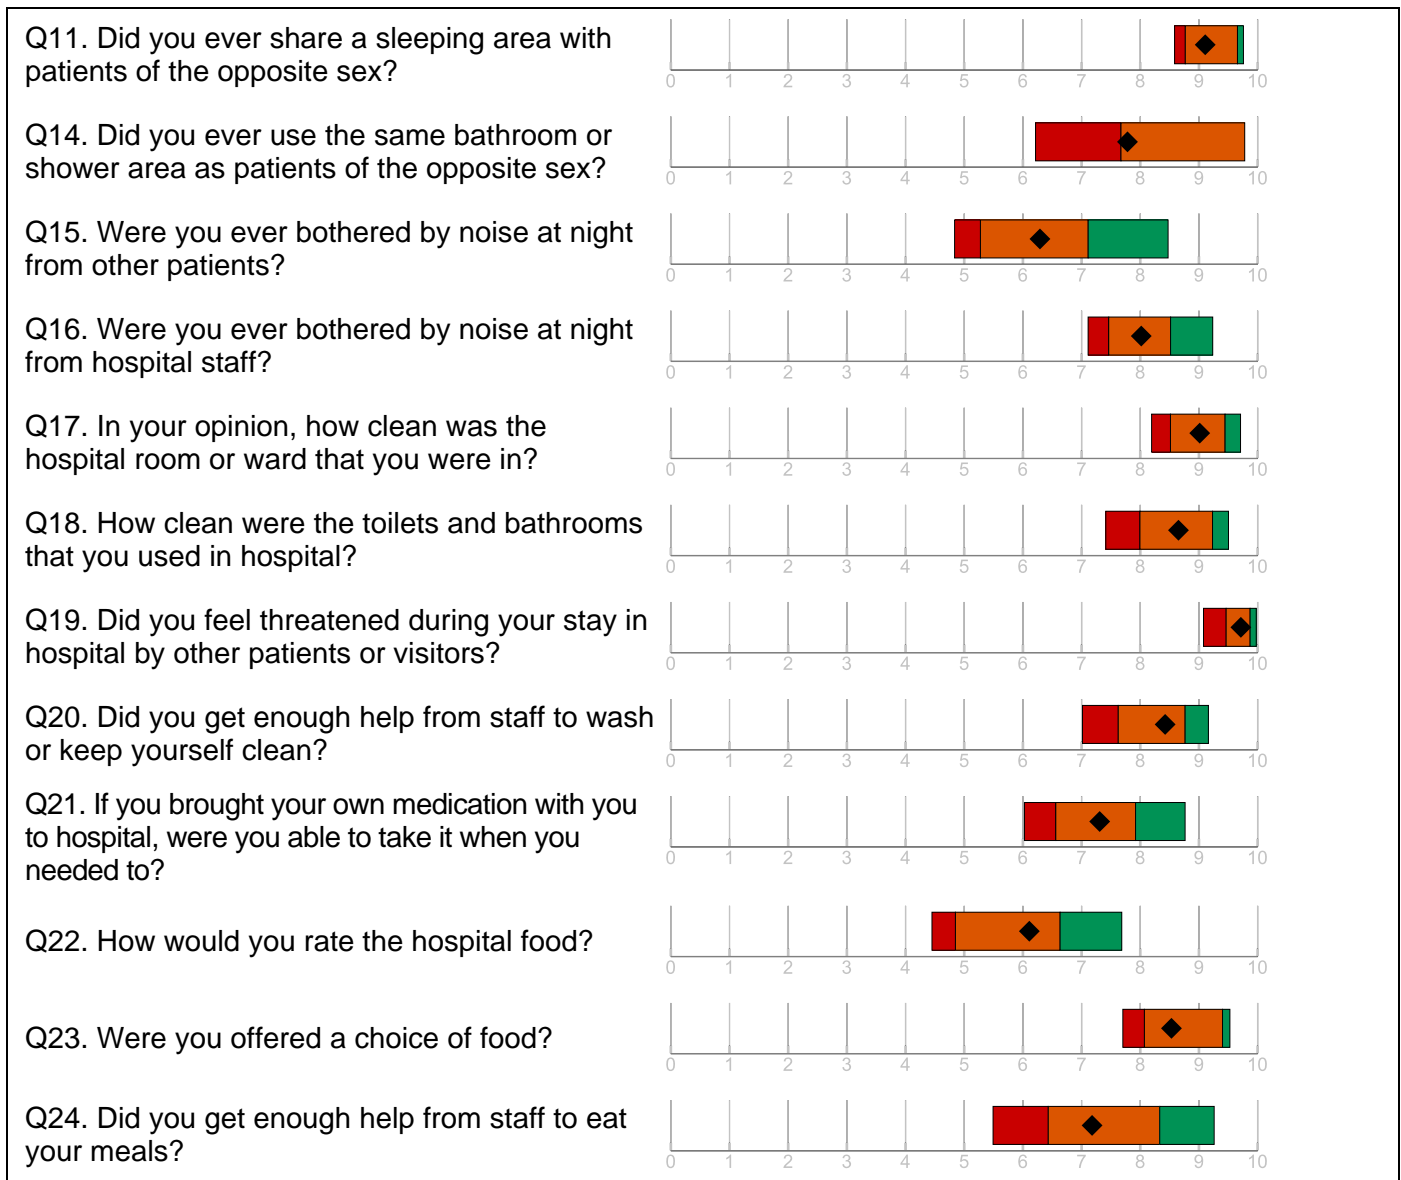 Q11. Did you ever share a sleeping area with
patients of the opposite sex?
0 1 2 3 4 5 6 7 8 9 10
Q14. Did you ever use the same bathroom or
shower area as patients of the opposite sex?
0 1 2 3 4 5 6 7 8 9 10
Q15. Were you ever bothered by noise at night
from other patients?
0 1 2 3 4 5 6 7 8 9 10
Q16. Were you ever bothered by noise at night
from hospital staff?
0 1 2 3 4 5 6 7 8 9 10
Q17. In your opinion, how clean was the
hospital room or ward that you were in?
0 1 2 3 4 5 6 7 8 9 10
Q18. How clean were the toilets and bathrooms
that you used in hospital?
0 1 2 3 4 5 6 7 8 9 10
Q19. Did you feel threatened during your stay in
hospital by other patients or visitors?
0 1 2 3 4 5 6 7 8 9 10
Q20. Did you get enough help from staff to wash
or keep yourself clean?
0 1 2 3 4 5 6 7 8 9 10
Q21. If you brought your own medication with you
to hospital, were you able to take it when you
needed to?
0 1 2 3 4 5 6 7 8 9 10
Q22. How would you rate the hospital food?
0 1 2 3 4 5 6 7 8 9 10
Q23. Were you offered a choice of food?
0 1 2 3 4 5 6 7 8 9 10
Q24. Did you get enough help from staff to eat
your meals?
0 1 2 3 4 5 6 7 8 9 10